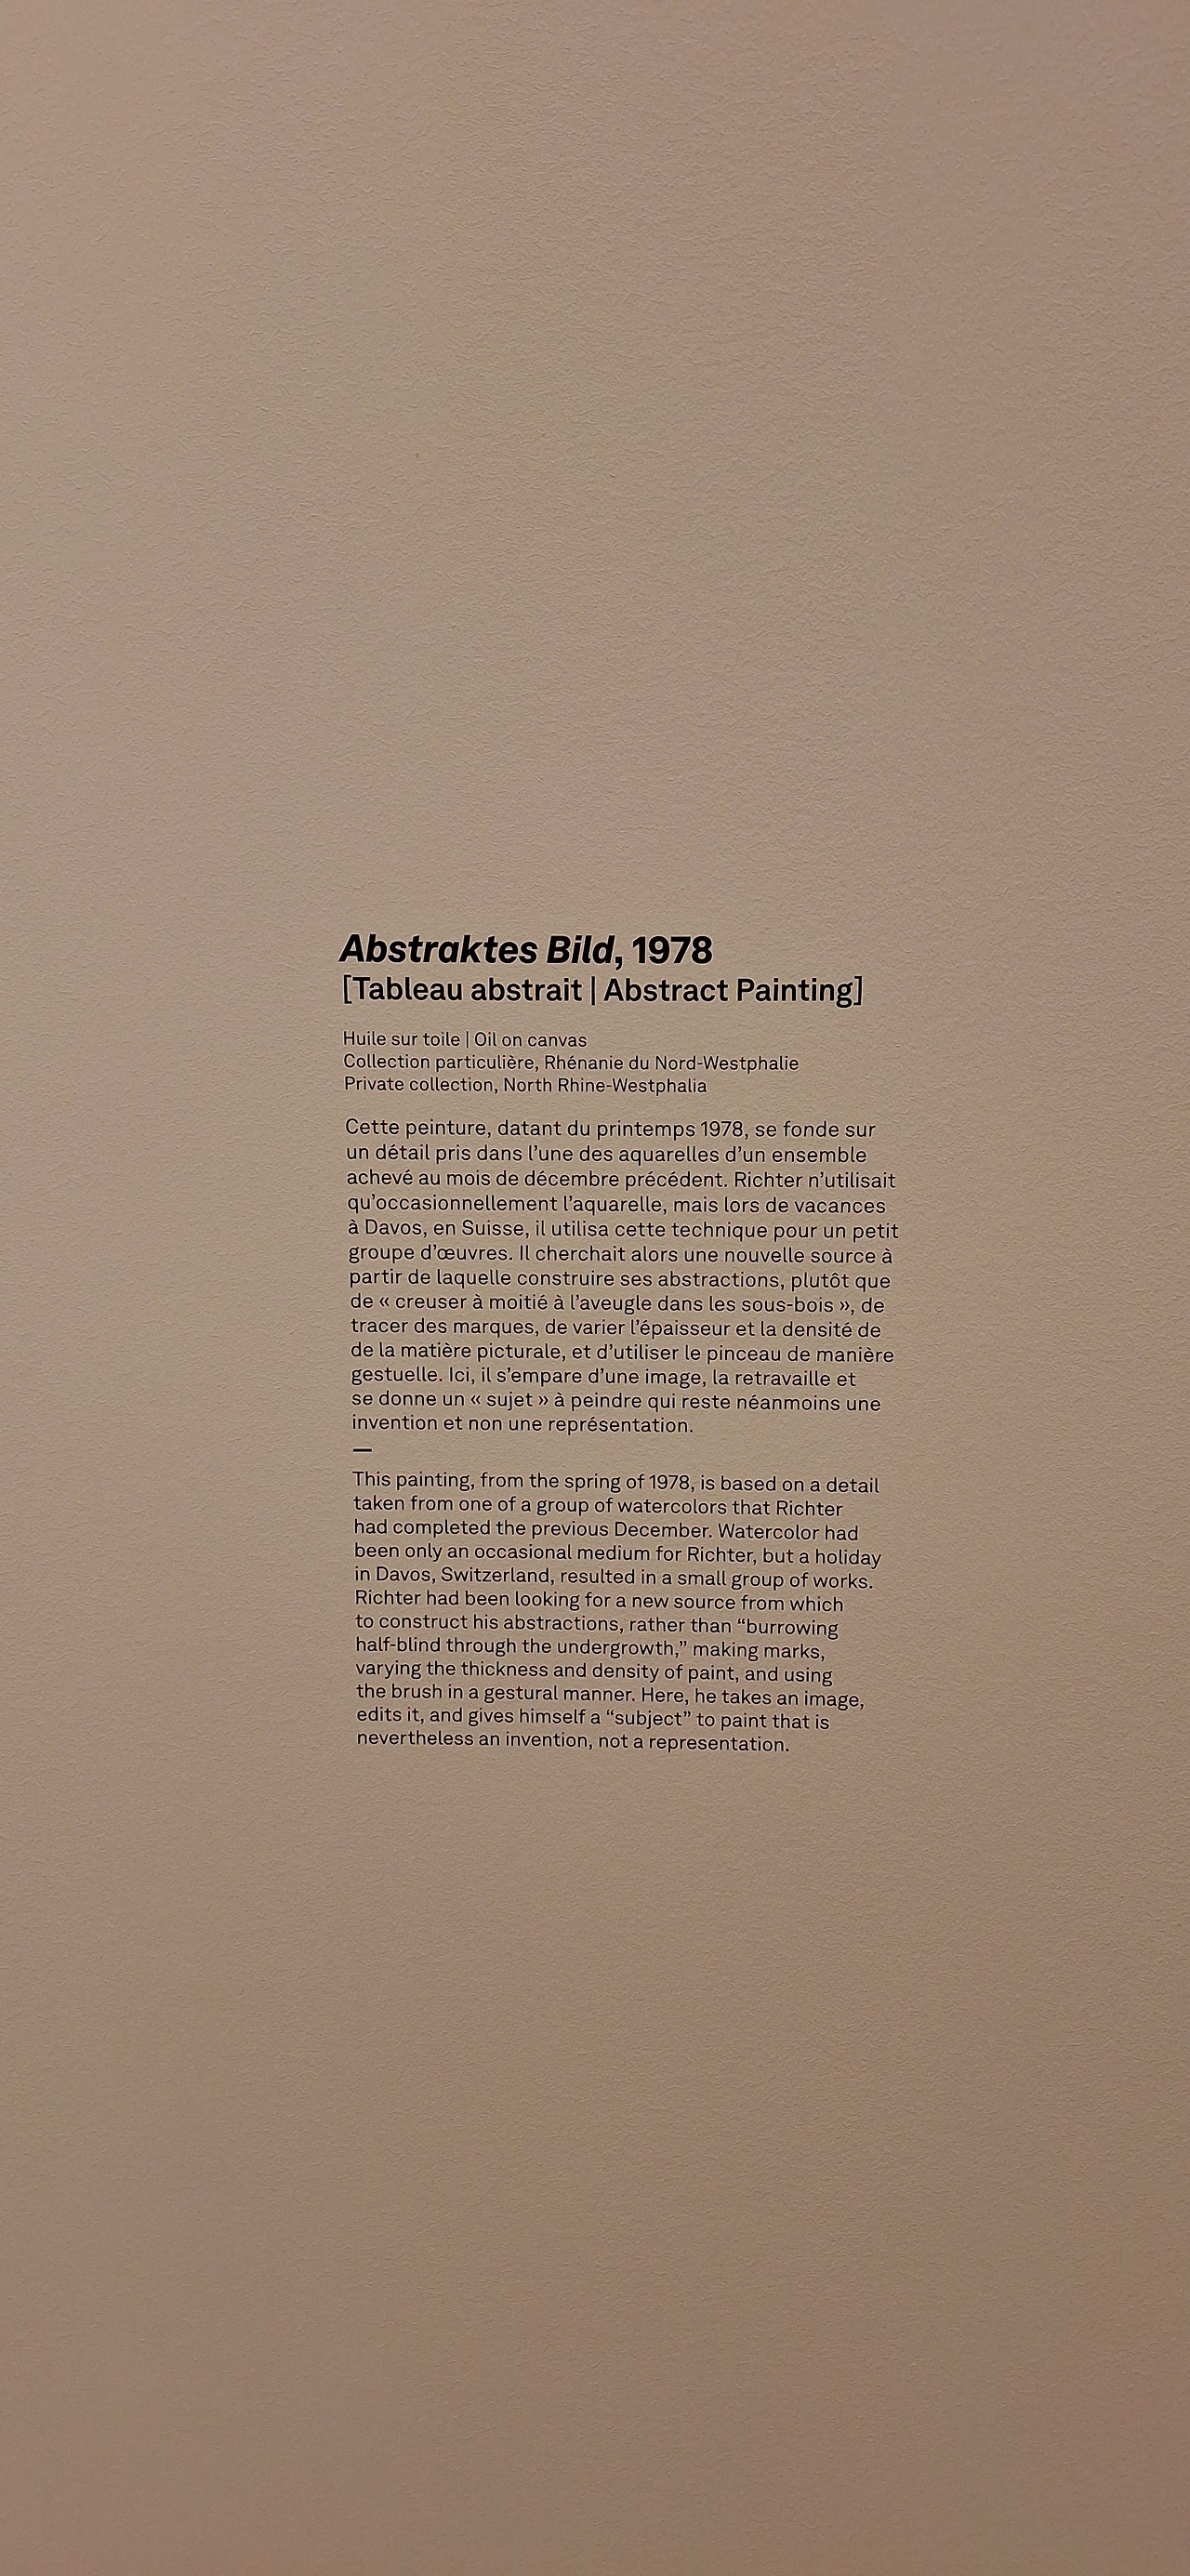 Abstraktes Bild, 1978
[Tableau abstrait | Abstract Painting]
Huile sur toile | Oil on canvas
Collection particulière, Rhénanie du Nord-Westphalie
Private collection, North Rhine-Westphalia
Cette peinture, datant du printemps 1978, se fonde sur
un détail pris dans l’une des aquarelles d’un ensemble
achevé au mois de décembre précédent. Richter n’utilisait
qu’occasionnellement l’aquarelle, mais lors de vacances
à Davos, en Suisse, il utilisa cette technique pour un petit
groupe d’œuvres. Il cherchait alors une nouvelle source à
partir de laquelle construire ses abstractions, plutôt que
de « creuser à moitié à l’aveugle dans les sous-bois », de
tracer des marques, de varier l’épaisseur et la densité de
de la matière picturale, et d’utiliser le pinceau de manière
gestuelle. Ici, il s’empare d’une image, la retravaille et
se donne un « sujet » à peindre qui reste néanmoins une
invention et non une représentation.
—
This painting, from the spring of 1978, is based on a detail
taken from one of a group of watercolors that Richter
had completed the previous December. Watercolor had
been only an occasional medium for Richter, but a holiday
in Davos, Switzerland, resulted in a small group of works.
Richter had been looking for a new source from which
to construct his abstractions, rather than “burrowing
half-blind through the undergrowth,” making marks,
varying the thickness and density of paint, and using
the brush in a gestural manner. Here, he takes an image,
edits it, and gives himself a “subject” to paint that is
nevertheless an invention, not a representation.